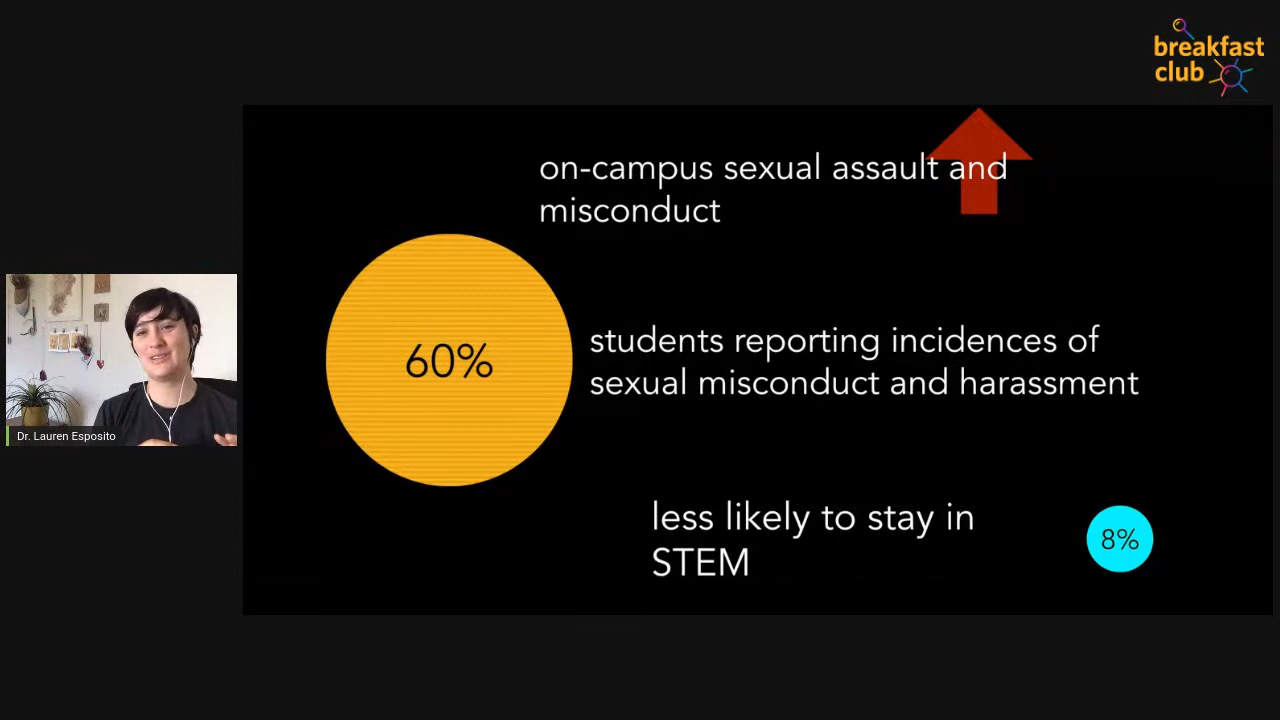 breakfast
club
on-campus sexual assault and
misconduct
60%
students reporting incidences of
sexual misconduct and harassment
Dr. Lauren Esposito
less likely to stay in
STEM
8%